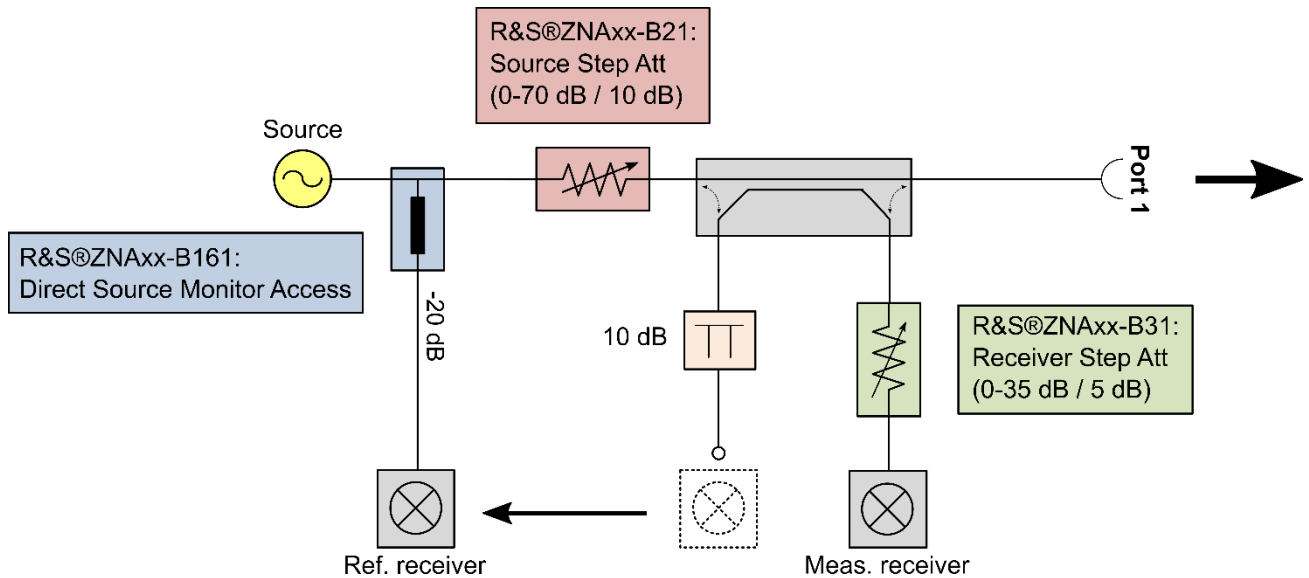 R&S®ZNAxx-B21:
Source Step Att
(0-70 dB / 10 dB)
Source
Port 1
R&S®ZNAxx-B161:
Direct Source Monitor Access
-20 dB
10 dB
R&S®ZNAxx-B31:
Receiver Step Att
(0-35 dB / 5 dB)
Ref. receiver
Meas. receiver